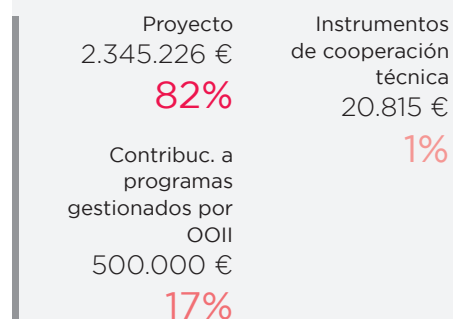 Proyecto
2.345.226 €
82%
Contribuc. a
programas
gestionados por
OOII
500.000 €
17%
Instrumentos
de cooperación
técnica
20.815 €
1%